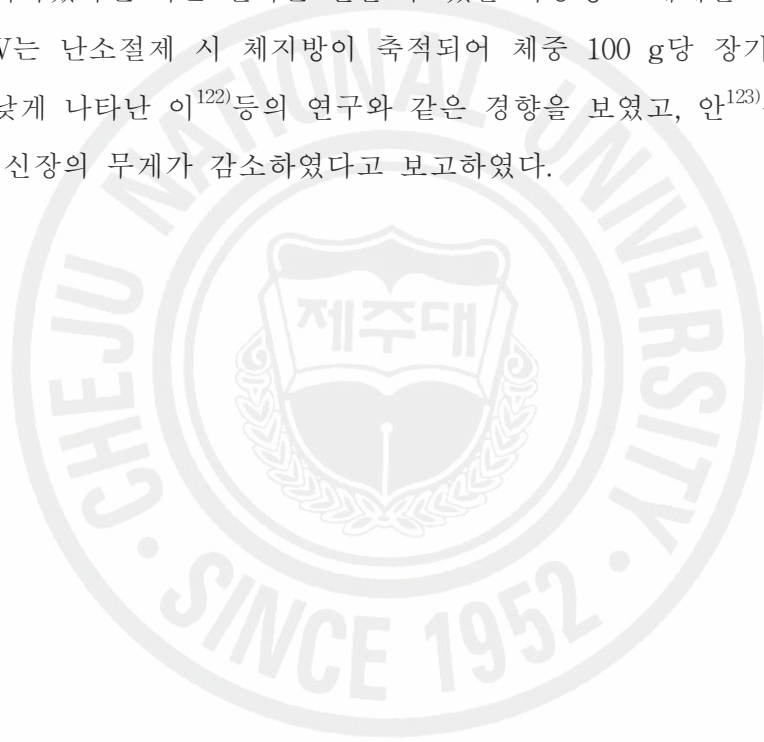 는 난소절제 시 체지방이 축적되어 체중 100 g당 장기
낮게 나타난 이122)등의 연구와 같은 경향을 보였고, 안123)
신장의 무게가 감소하였다고 보고하였다.
CHEJU NATIONAL UNIVERSITY
제주대
· SINCE 1952 ·